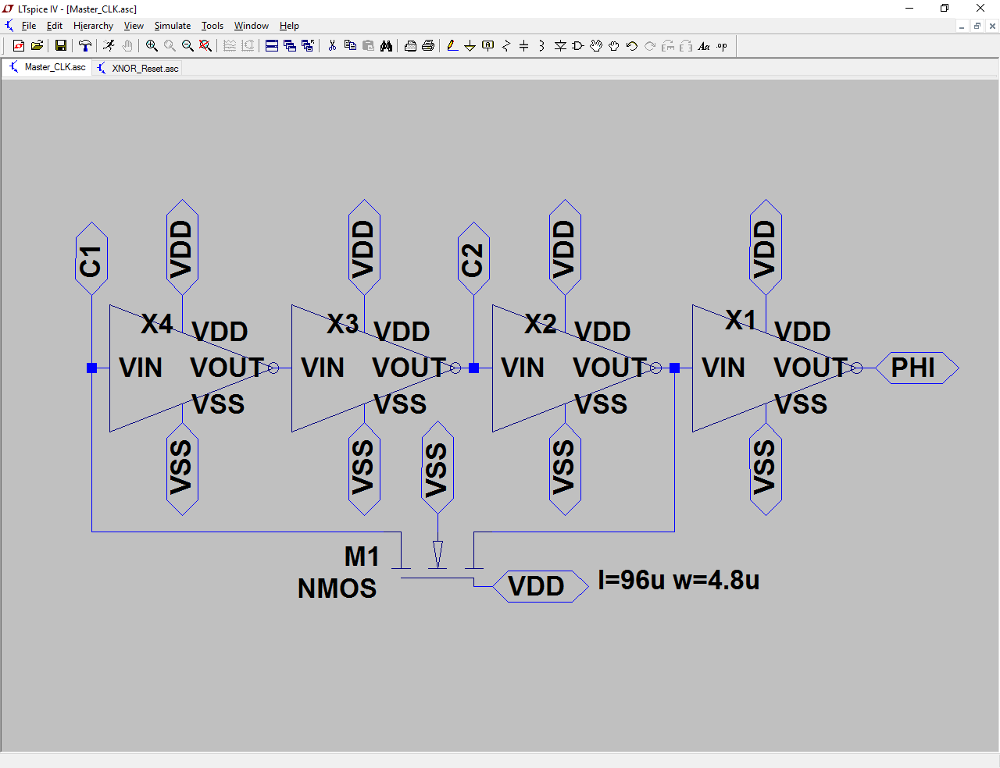 LTspice IV - [Master_CLK.asc]
File Edit Hierarchy View Simulate Tools Window Help
Aa .op
Master_CLK.asc XNOR_Reset.asc
C1 VDD VDD C2 VDD VDD
X4 X3 X2 X1
VDD VDD VDD VDD
VIN VOUT VIN VOUT VIN VOUT VIN VOUT PHI
VSS VSS VSS VSS
VSS VSS VSS VSS VSS
M1
NMOS VDD l=96u w=4.8u